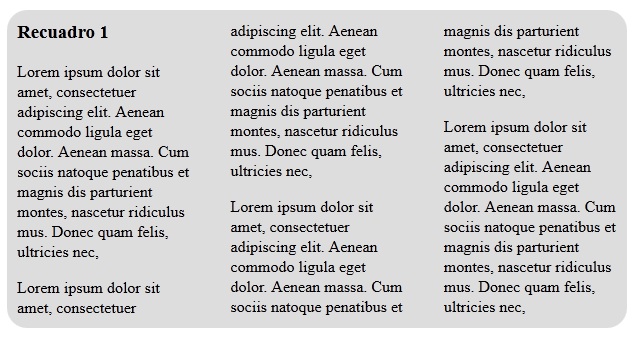 Recuadro 1
Lorem ipsum dolor sit
amet, consectetuer
adipiscing elit. Aenean
commodo ligula eget
dolor. Aenean massa. Cum
sociis natoque penatibus et
magnis dis parturient
montes, nascetur ridiculus
mus. Donec quam felis,
ultricies nec,
Lorem ipsum dolor sit
amet, consectetuer
adipiscing elit. Aenean
commodo ligula eget
dolor. Aenean massa. Cum
sociis natoque penatibus et
magnis dis parturient
montes, nascetur ridiculus
mus. Donec quam felis,
ultricies nec,
Lorem ipsum dolor sit
amet, consectetuer
adipiscing elit. Aenean
commodo ligula eget
dolor. Aenean massa. Cum
sociis natoque penatibus et
magnis dis parturient
montes, nascetur ridiculus
mus. Donec quam felis,
ultricies nec,
Lorem ipsum dolor sit
amet, consectetuer
adipiscing elit. Aenean
commodo ligula eget
dolor. Aenean massa. Cum
sociis natoque penatibus et
magnis dis parturient
montes, nascetur ridiculus
mus. Donec quam felis,
ultricies nec,